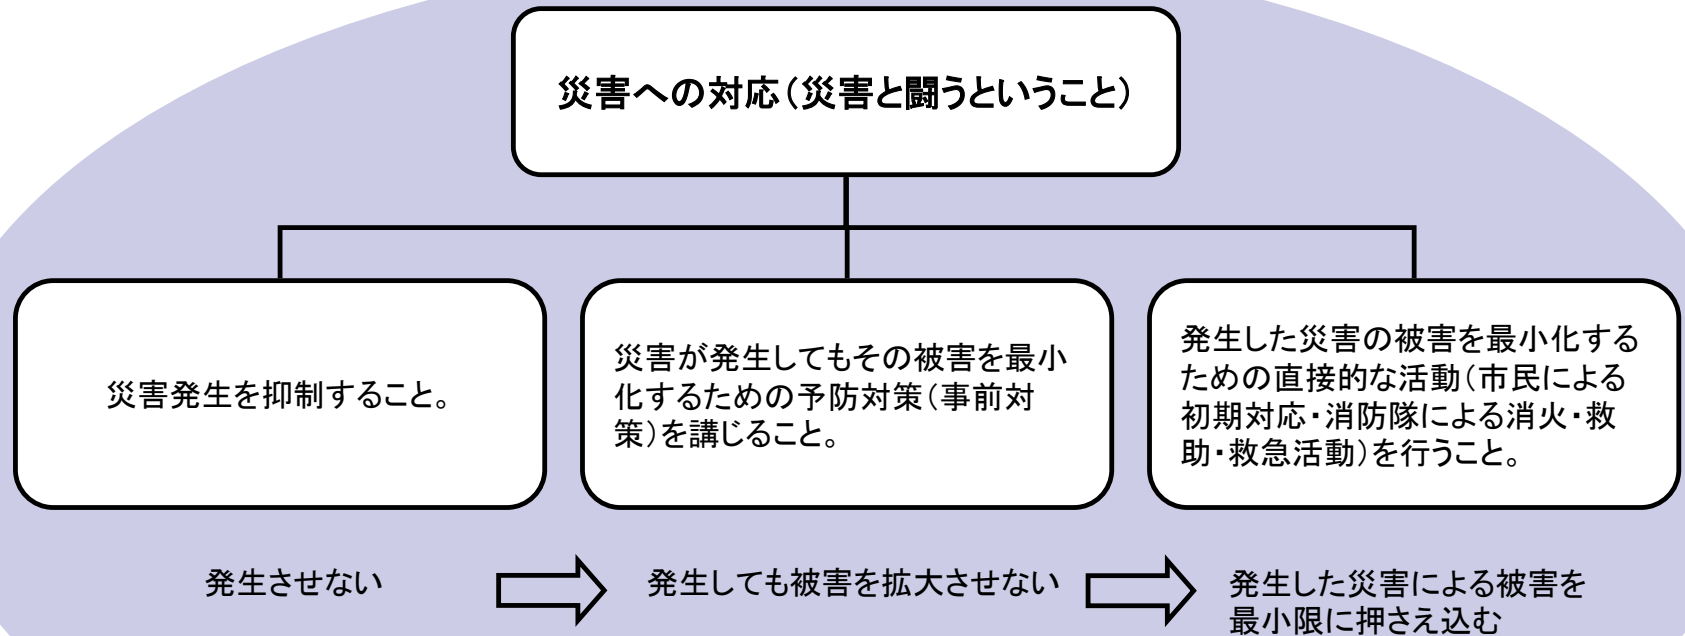 災害への対応(災害と闘うということ)
災害発生を抑制すること。
災害が発生してもその被害を最小
化するための予防対策(事前対
策)を講じること。
発生した災害の被害を最小化する
ための直接的な活動(市民による
初期対応・消防隊による消火・救
助・救急活動)を行うこと。
発生させない
発生しても被害を拡大させない
発生した災害による被害を
最小限に押さえ込む